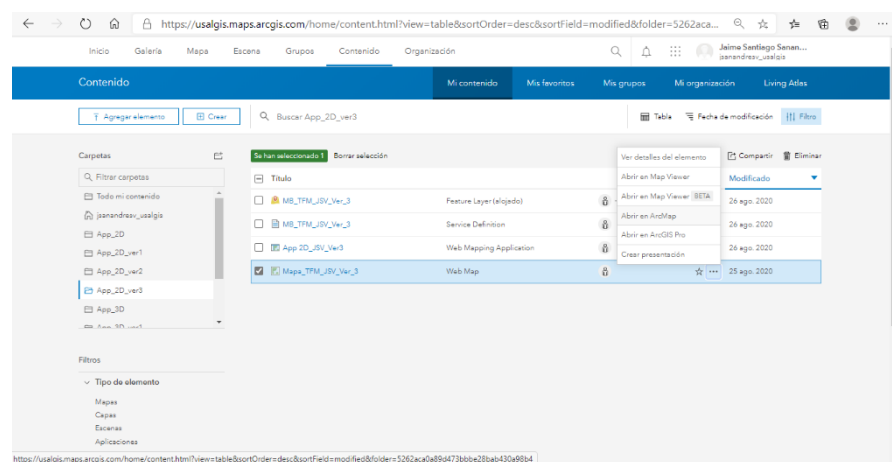 https://usalgis.maps.arcgis.com/home/content.html?view=table&sortOrder=desc&sortField=modified&folder=5262aca...
Inicio Galería Mapa Escena Grupos Contenido Organización Jaime Santiago Sanan...
jsanandresv_usalgis
Contenido Mi contenido Mis favoritos Mis grupos Mi organización Living Atlas
Agregar elemento Crear Buscar App_2D_ver3 Tabla Fecha de modificación Filtro
Carpetas Se han seleccionado 1 Borrar selección Ver detalles del elemento Compartir Eliminar
Filtrar carpetas Título Abrir en Map Viewer Modificado
Todo mi contenido MB_TFM_JSV_Ver_3 Feature Layer (alojado) Abrir en Map Viewer BETA 26 ago. 2020
jsanandresv_usalgis
App_2D MB_TFM_JSV_Ver_3 Service Definition Abrir en ArcMap 26 ago. 2020
App_2D_ver1 App 2D_JSV_Ver3 Web Mapping Application Abrir en ArcGIS Pro 26 ago. 2020
Crear presentación
App_2D_ver2 Mapa_TFM_JSV_Ver_3 Web Map 25 ago. 2020
App_2D_ver3
App_3D
App_3D_ver1
Filtros
Tipo de elemento
Mapas
Capas
Escenas
Aplicaciones
https://usalgis.maps.arcgis.com/home/content.html?view=table&sortOrder=desc&sortField=modified&folder=5262aca0a89d473bbbe28bab430a98b4